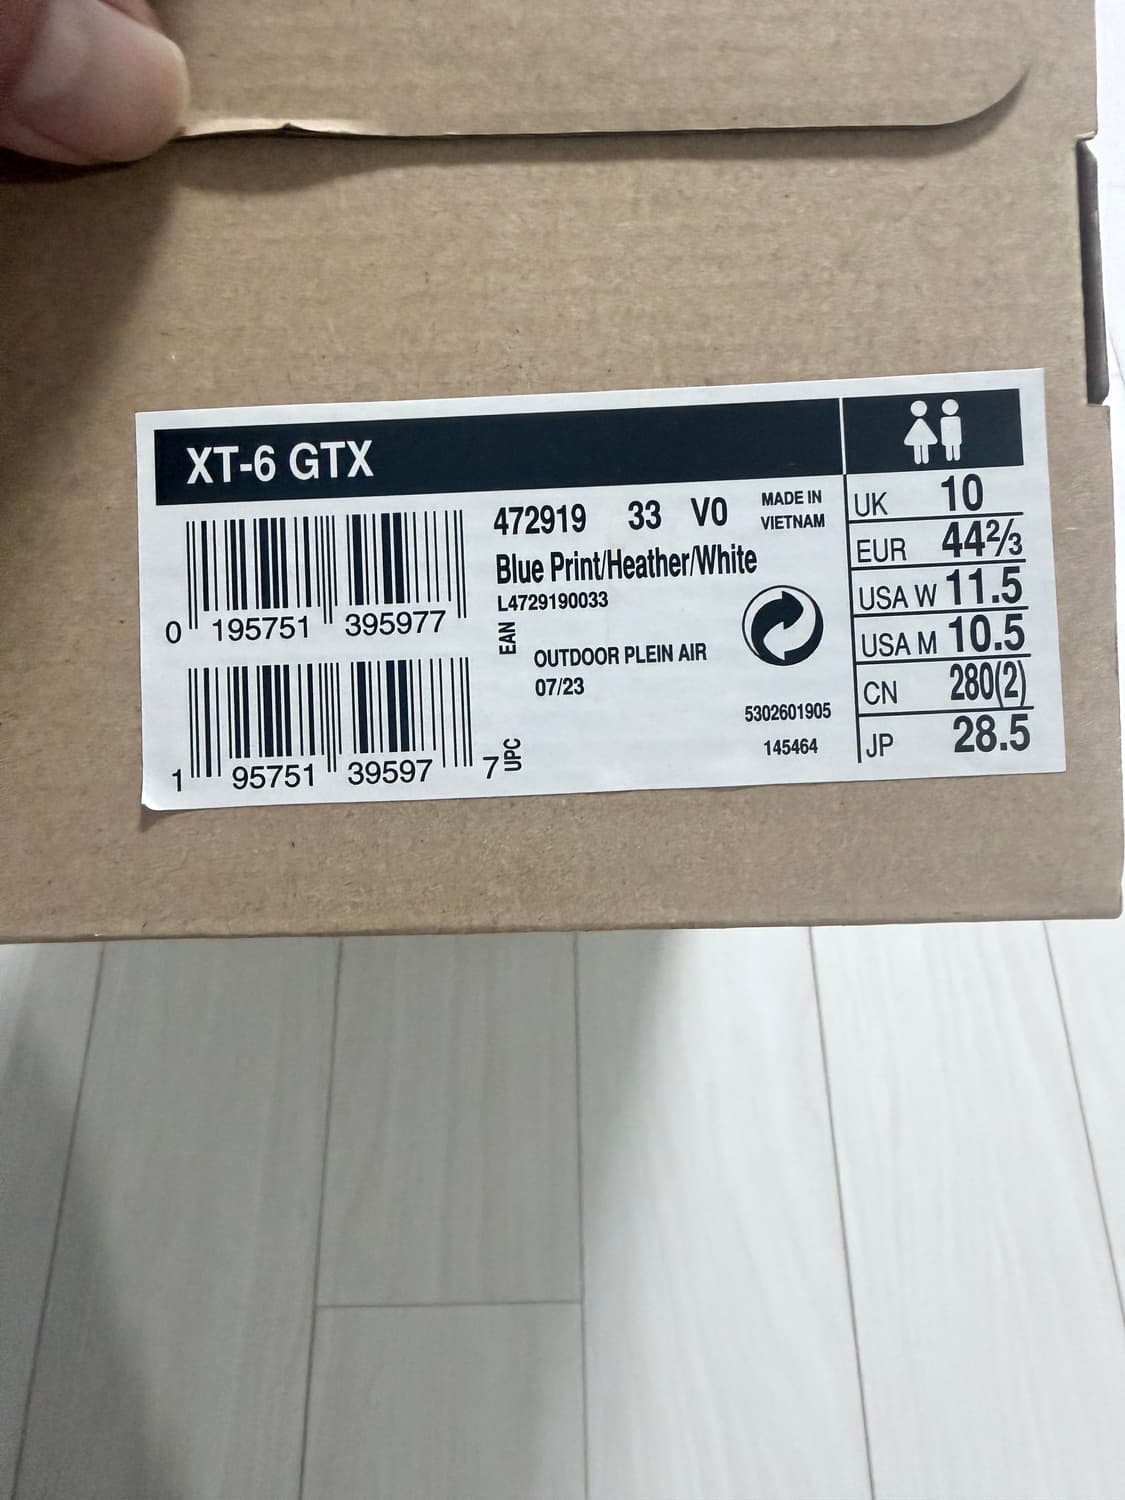 XT-6 GTX
472919 33 V0
MADE IN
VIETNAM
Blue Print/Heather/White
L4729190033
0 195751 395977
EAN
OUTDOOR PLEIN AIR
07/23
5302601905
145464
1 95751 39597 7
UPC
UK 10
EUR 44⅔
USA W 11.5
USA M 10.5
CN 280(2)
JP 28.5